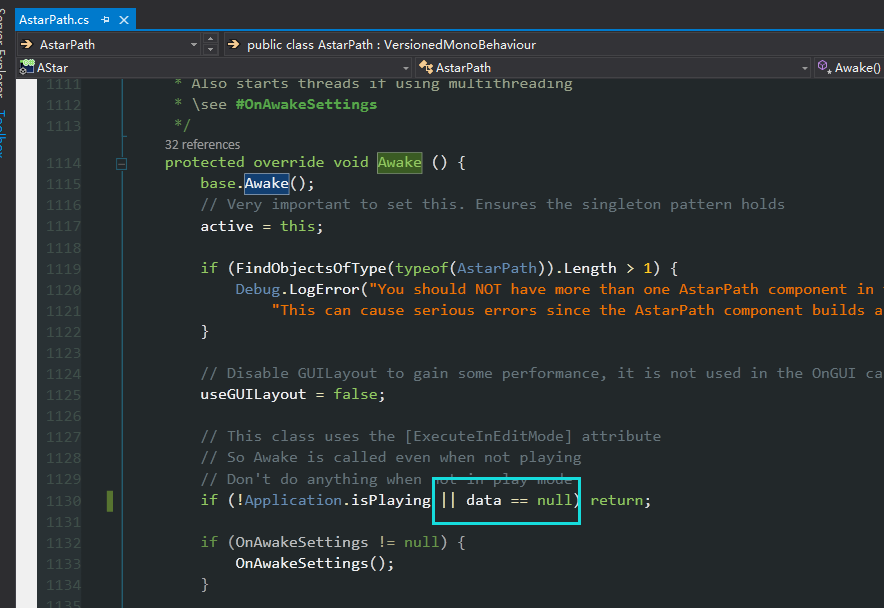 Server Explorer
Toolbox
AstarPath.cs
AstarPath
public class AstarPath : VersionedMonoBehaviour
AStar
AstarPath
Awake()
1111 * Also starts threads if using multithreading
1112 * \see #OnAwakeSettings
1113 */
32 references
1114 protected override void Awake () {
1115 base.Awake();
1116 // Very important to set this. Ensures the singleton pattern holds
1117 active = this;
1118
1119 if (FindObjectsOfType(typeof(AstarPath)).Length > 1) {
1120 Debug.LogError("You should NOT have more than one AstarPath component in
1121 "This can cause serious errors since the AstarPath component builds a
1122 }
1123
1124 // Disable GUILayout to gain some performance, it is not used in the OnGUI ca
1125 useGUILayout = false;
1126
1127 // This class uses the [ExecuteInEditMode] attribute
1128 // So Awake is called even when not playing
1129 // Don't do anything when not in play mode
1130 if (!Application.isPlaying || data == null) return;
1131
1132 if (OnAwakeSettings != null) {
1133 OnAwakeSettings();
1134 }
1135